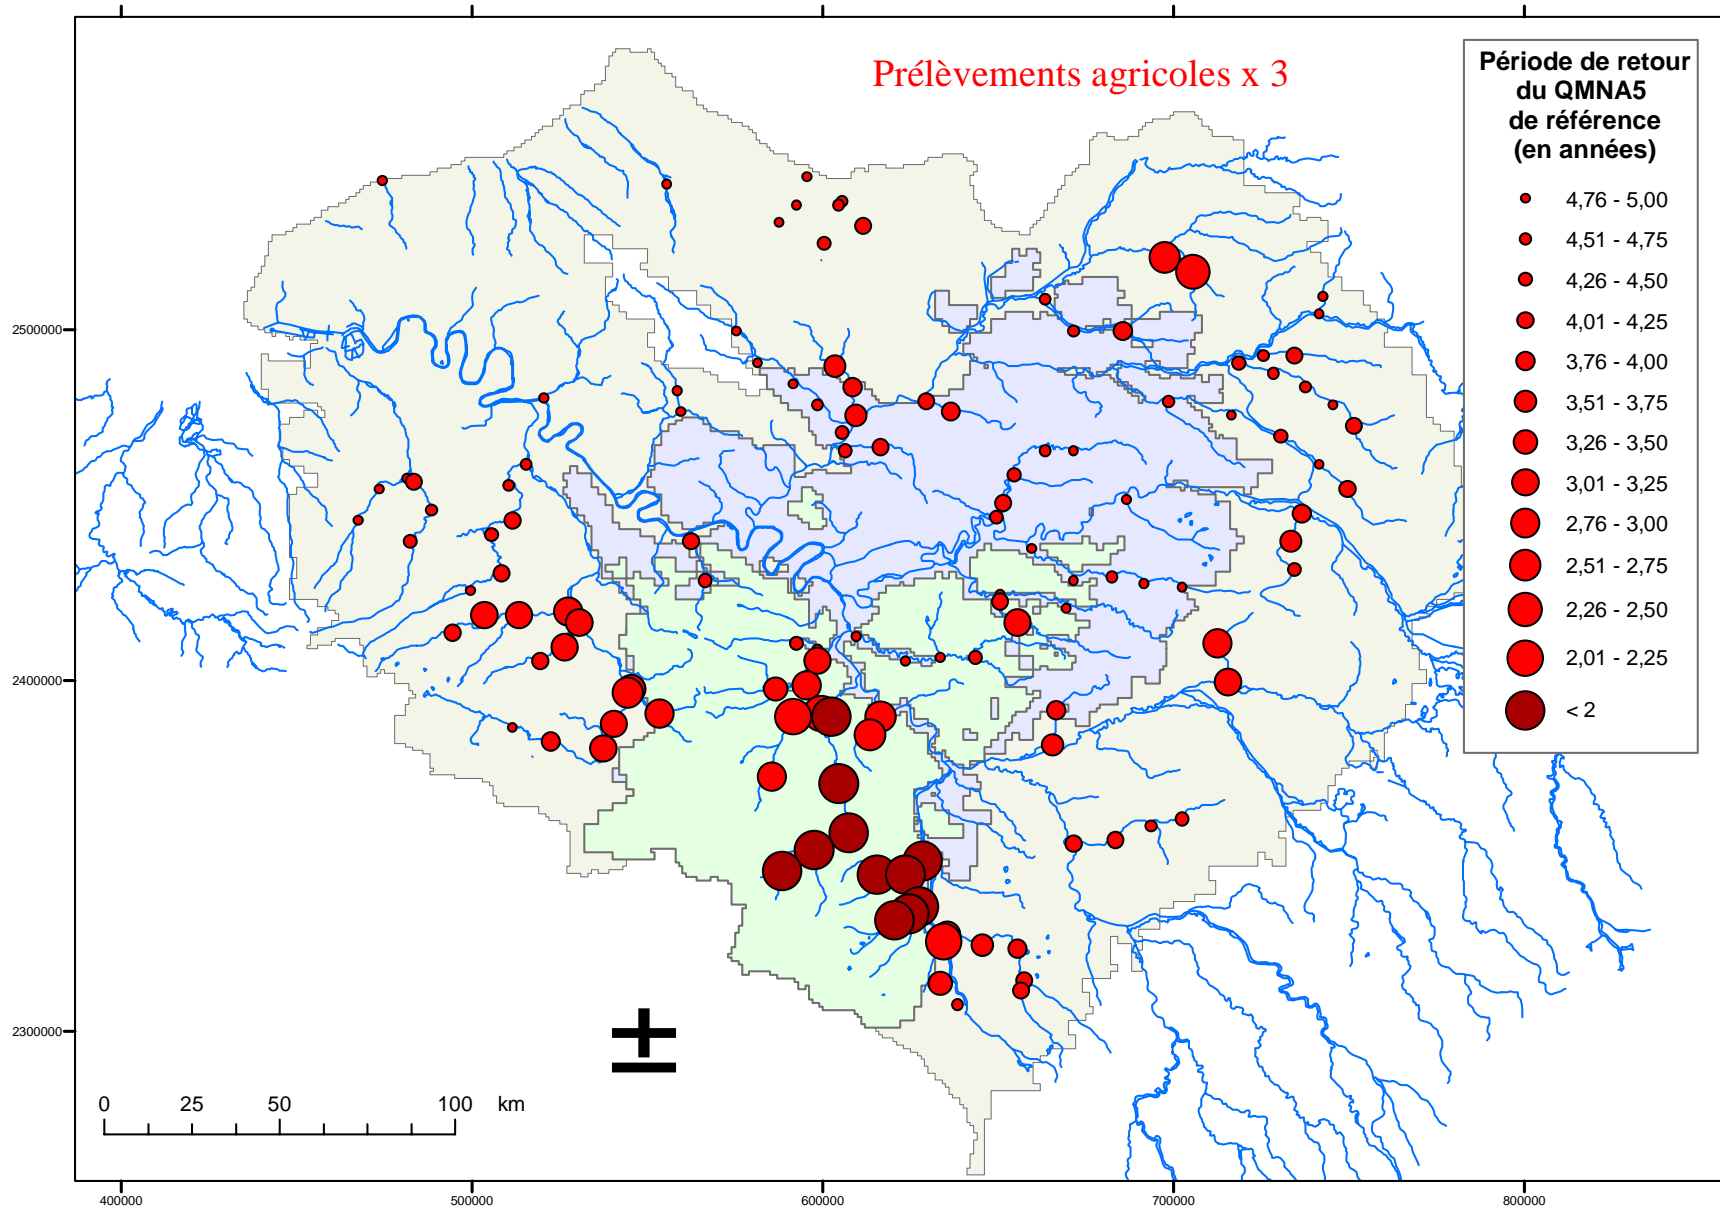 Prélèvements agricoles x 3
Période de retour
du QMNA5
de référence
(en années)
4,76 - 5,00
4,51 - 4,75
4,26 - 4,50
4,01 - 4,25
3,76 - 4,00
3,51 - 3,75
3,26 - 3,50
3,01 - 3,25
2,76 - 3,00
2,51 - 2,75
2,26 - 2,50
2,01 - 2,25
< 2
2500000
2400000
2300000
0 25 50 100 km
400000 500000 600000 700000 800000